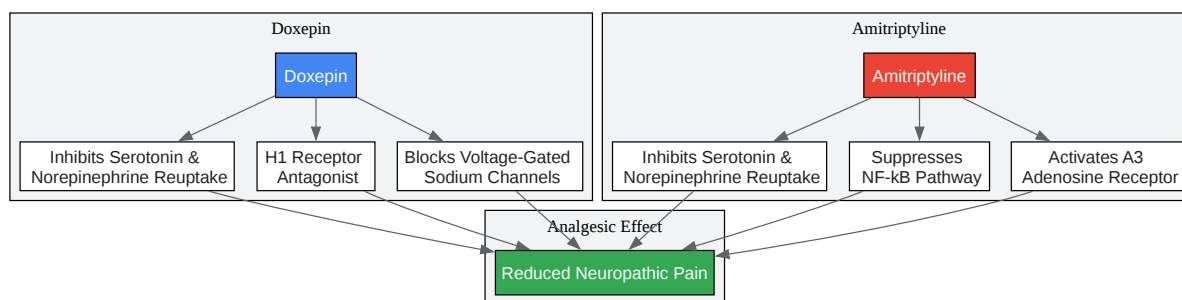 Doxepin
Amitriptyline
Doxepin
Amitriptyline
Inhibits Serotonin &
Norepinephrine Reuptake
H1 Receptor
Antagonist
Blocks Voltage-Gated
Sodium Channels
Inhibits Serotonin &
Norepinephrine Reuptake
Suppresses
NF-kB Pathway
Activates A3
Adenosine Receptor
Analgesic Effect
Reduced Neuropathic Pain